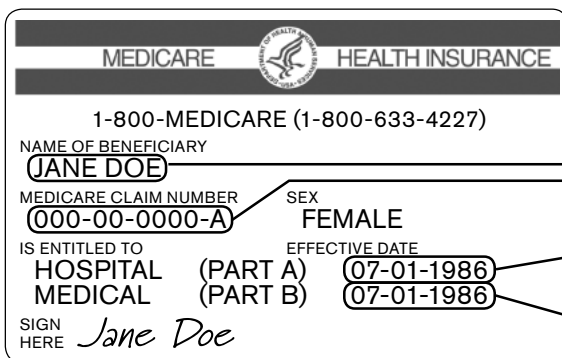 MEDICARE HEALTH INSURANCE
1-800-MEDICARE (1-800-633-4227)
NAME OF BENEFICIARY
JANE DOE
MEDICARE CLAIM NUMBER SEX
000-00-0000-A FEMALE
IS ENTITLED TO EFFECTIVE DATE
HOSPITAL (PART A) 07-01-1986
MEDICAL (PART B) 07-01-1986
SIGN
HERE Jane Doe